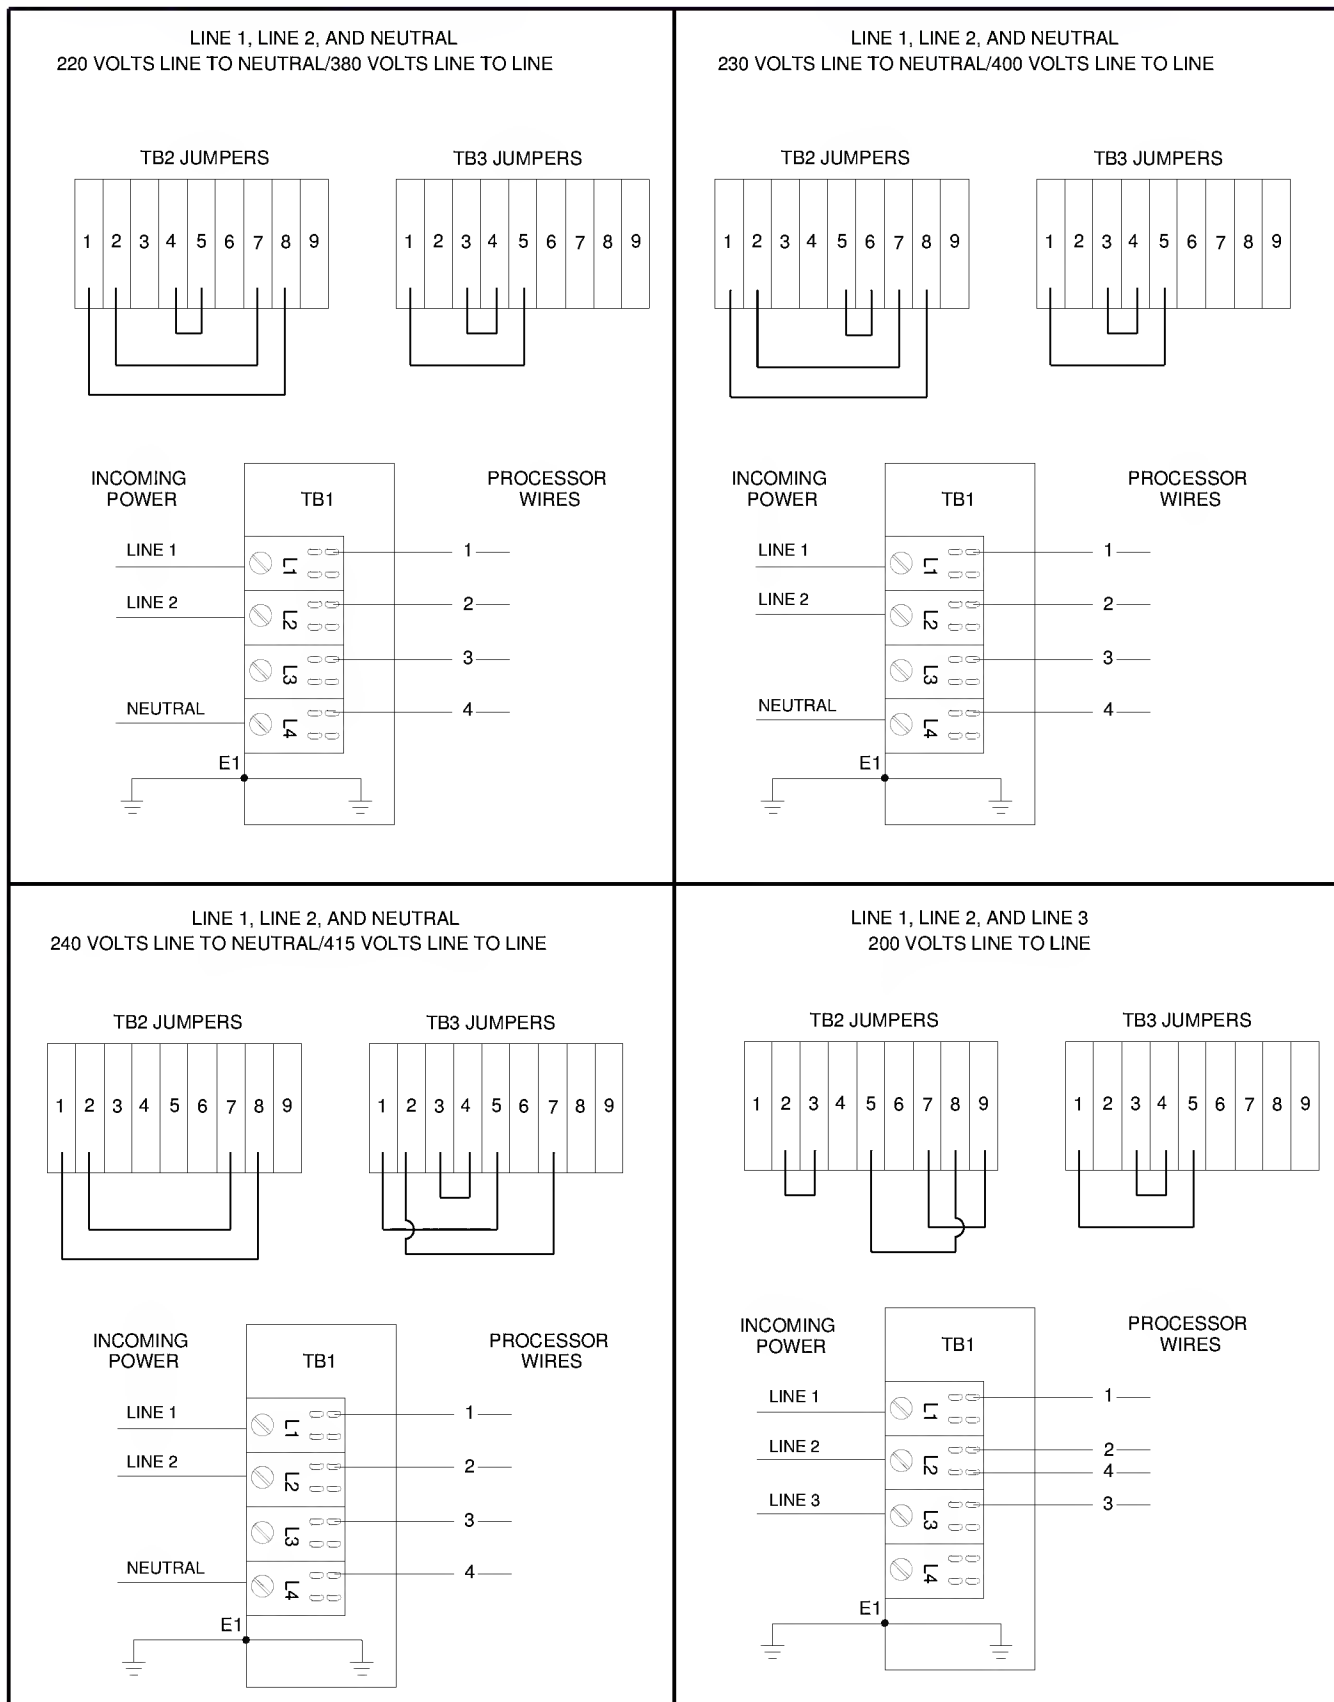 LINE 1, LINE 2, AND NEUTRAL
220 VOLTS LINE TO NEUTRAL/380 VOLTS LINE TO LINE
TB2 JUMPERS
TB3 JUMPERS
1 2 3 4 5 6 7 8 9
1 2 3 4 5 6 7 8 9
INCOMING
POWER
TB1
PROCESSOR
WIRES
LINE 1
L1
1
LINE 2
L2
2
L3
3
NEUTRAL
L4
4
E1
LINE 1, LINE 2, AND NEUTRAL
230 VOLTS LINE TO NEUTRAL/400 VOLTS LINE TO LINE
TB2 JUMPERS
TB3 JUMPERS
1 2 3 4 5 6 7 8 9
1 2 3 4 5 6 7 8 9
INCOMING
POWER
TB1
PROCESSOR
WIRES
LINE 1
L1
1
LINE 2
L2
2
L3
3
NEUTRAL
L4
4
E1
LINE 1, LINE 2, AND NEUTRAL
240 VOLTS LINE TO NEUTRAL/415 VOLTS LINE TO LINE
TB2 JUMPERS
TB3 JUMPERS
1 2 3 4 5 6 7 8 9
1 2 3 4 5 6 7 8 9
INCOMING
POWER
TB1
PROCESSOR
WIRES
LINE 1
L1
1
LINE 2
L2
2
L3
3
NEUTRAL
L4
4
E1
LINE 1, LINE 2, AND LINE 3
200 VOLTS LINE TO LINE
TB2 JUMPERS
TB3 JUMPERS
1 2 3 4 5 6 7 8 9
1 2 3 4 5 6 7 8 9
INCOMING
POWER
TB1
PROCESSOR
WIRES
LINE 1
L1
1
LINE 2
L2
2
4
LINE 3
L3
3
L4
E1